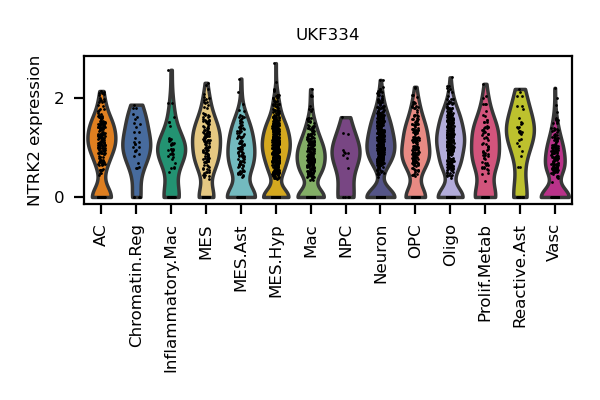 UKF334
NTRK2 expression
2
0
AC
Chromatin.Reg
Inflammatory.Mac
MES
MES.Ast
MES.Hyp
Mac
NPC
Neuron
OPC
Oligo
Prolif.Metab
Reactive.Ast
Vasc